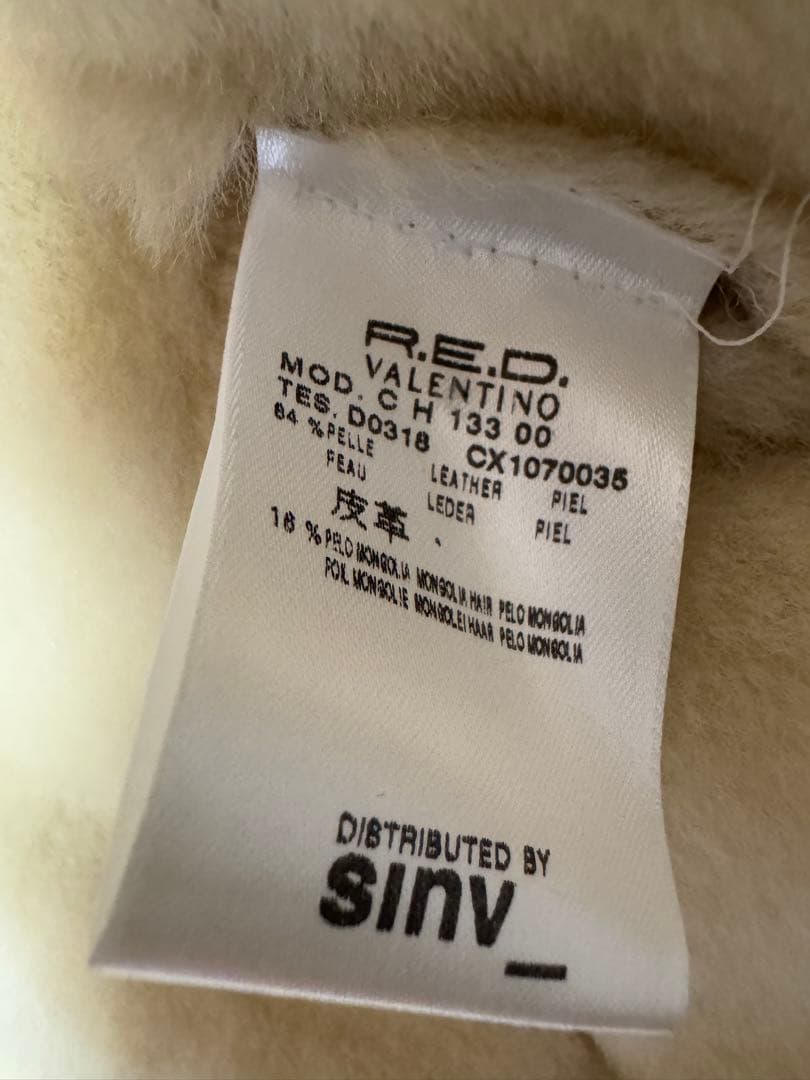 R.E.D.
VALENTINO
MOD. C H 133 00
TES. D0318 CX1070035
84 % PELLE LEATHER PIEL
PEAU LEDER PIEL
皮革 .
16 % PELO MONGOLIA MONGOLIA HAIR PELO MONGOLIA
POIL MONGOLIE MONGOLEI HAAR PELO MONGOLIA
DISTRIBUTED BY
sinv_